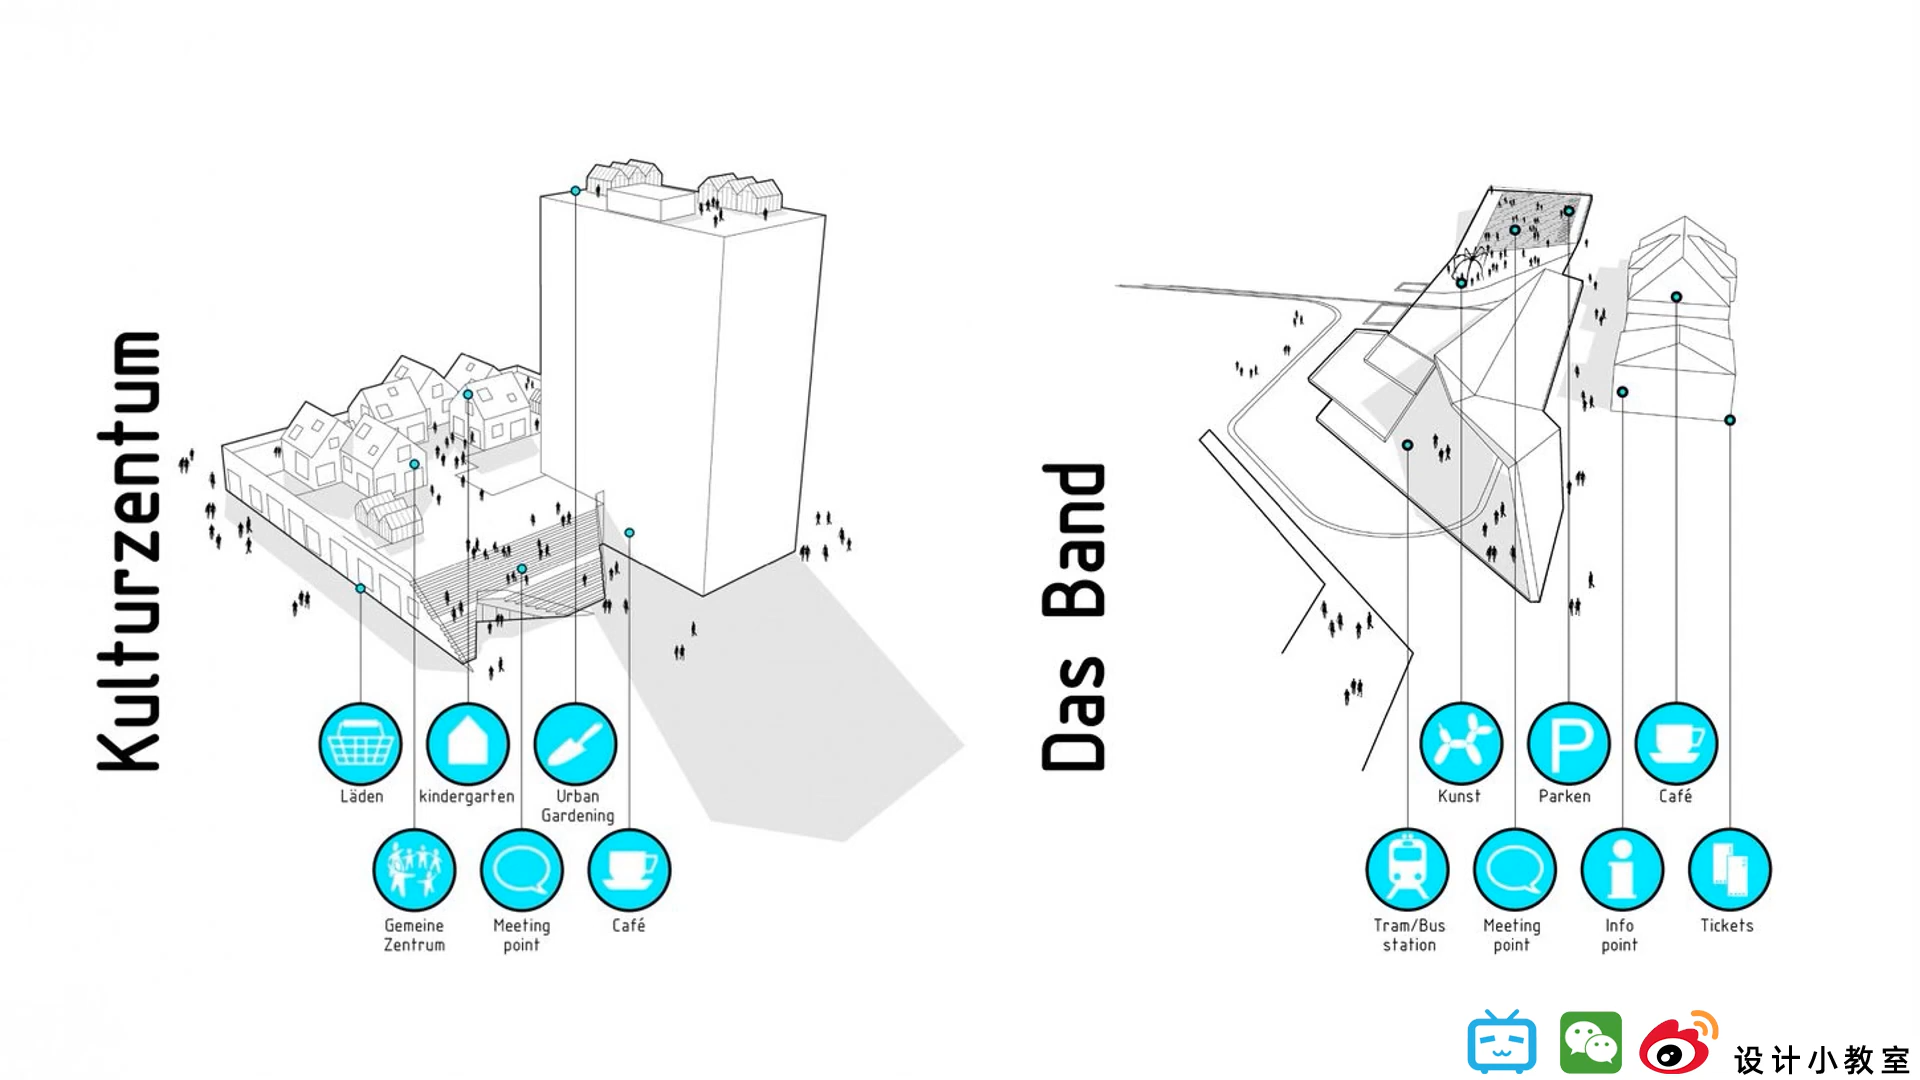 Kulturzentum
Läden
kindergarten
Urban
Gardening
Gemeine
Zentrum
Meeting
point
Café
Das Band
Kunst
P
Parken
Café
Tram/Bus
station
Meeting
point
Info
point
Tickets
设计小教室